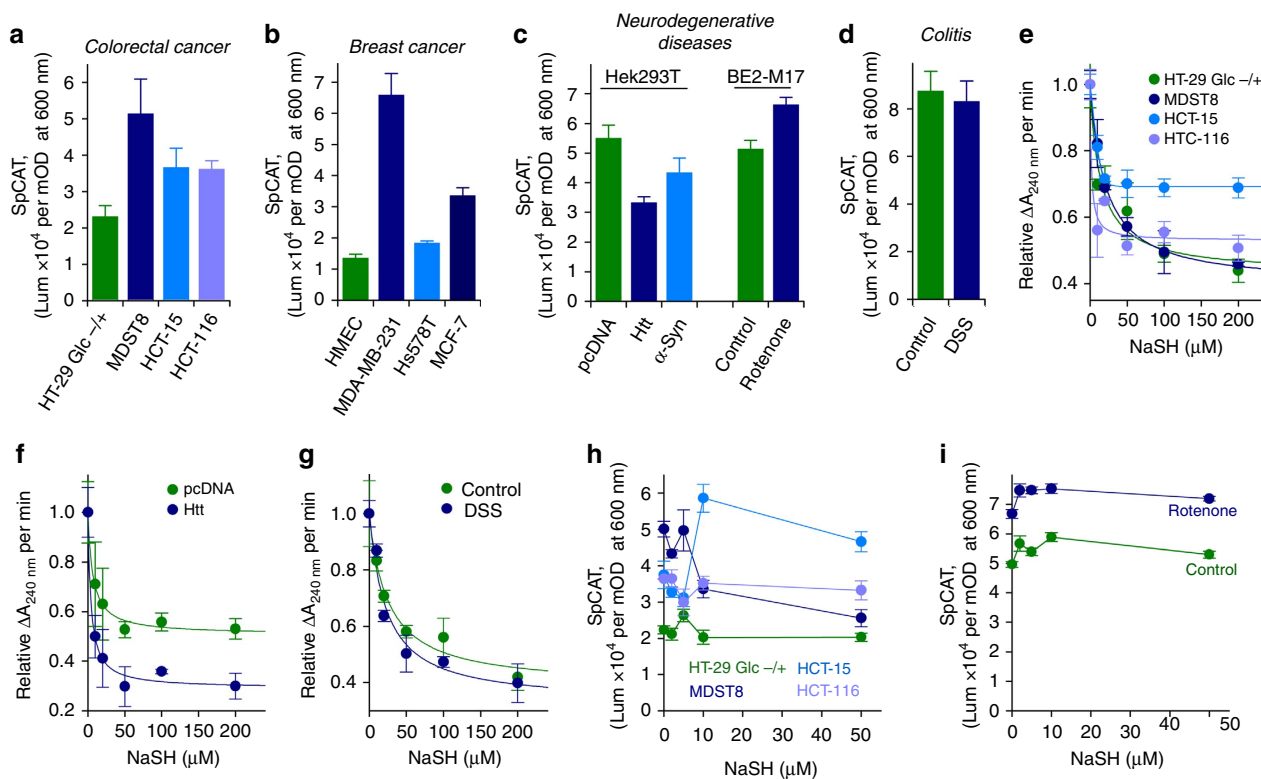 a
Colorectal cancer
SpCAT,
(Lum ×10⁴ per mOD at 600 nm)
6
5
4
3
2
1
0
HT-29 Glc –/+
MDST8
HCT-15
HCT-116
b
Breast cancer
SpCAT,
(Lum ×10⁴ per mOD at 600 nm)
7
6
5
4
3
2
1
0
HMEC
MDA-MB-231
Hs578T
MCF-7
c
Neurodegenerative
diseases
Hek293T
BE2-M17
SpCAT,
(Lum ×10⁴ per mOD at 600 nm)
7
6
5
4
3
2
1
0
pcDNA
Htt
α-Syn
Control
Rotenone
d
Colitis
SpCAT,
(Lum ×10⁴ per mOD at 600 nm)
8
6
4
2
0
Control
DSS
e
HT-29 Glc –/+
MDST8
HCT-15
HTC-116
Relative ΔA240 nm per min
1.0
0.8
0.6
0.4
0 50 100 200
NaSH (μM)
f
pcDNA
Htt
Relative ΔA240 nm per min
1.0
0.8
0.6
0.4
0.2
0 50 100 150 200
NaSH (μM)
g
Control
DSS
Relative ΔA240 nm per min
1.0
0.8
0.6
0.4
0 50 100 150 200
NaSH (μM)
h
SpCAT,
(Lum ×10⁴ per mOD at 600 nm)
6
5
4
3
2
1
0
HT-29 Glc –/+ HCT-15
MDST8 HCT-116
0 10 20 30 40 50
NaSH (μM)
i
SpCAT,
(Lum ×10⁴ per mOD at 600 nm)
7
6
5
4
3
2
1
0
Rotenone
Control
0 10 20 30 40 50
NaSH (μM)